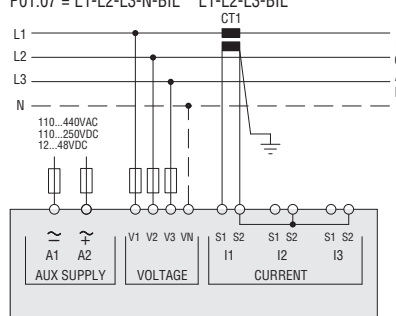 P01.07 = L1-L2-L3-N-BIL    L1-L2-L3-BIL
CT1
L1
L2
L3
N
110...440VAC
110...250VDC
12...48VDC
V1 V2 V3 VN S1 S2 S1 S2 S1 S2
A1 A2 I1 I2 I3
AUX SUPPLY VOLTAGE CURRENT